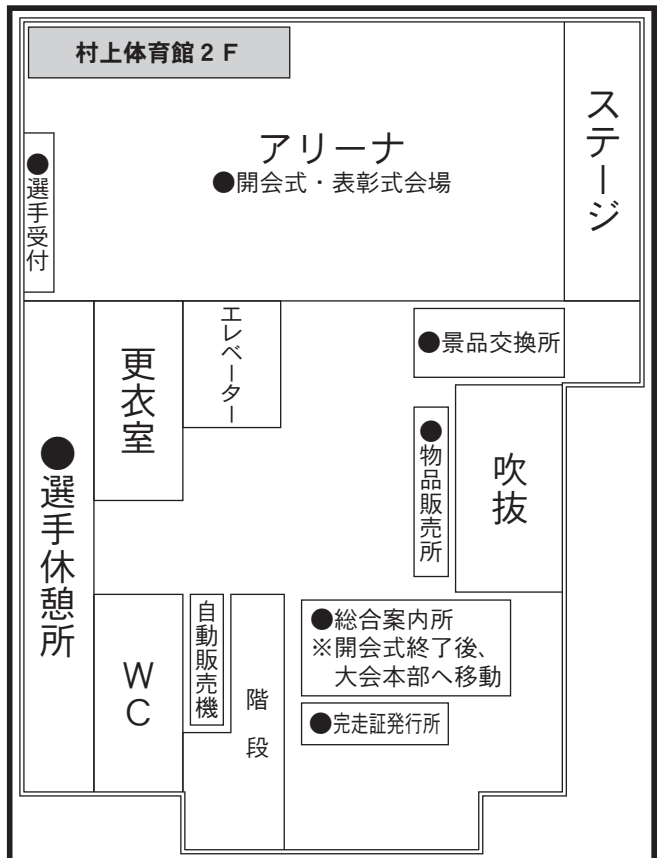 村上体育館２Ｆ
アリーナ
●開会式・表彰式会場
ステージ
●選手受付
エレベーター
更衣室
●景品交換所
●選手休憩所
●物品販売所
吹抜
自動販売機
ＷＣ
階段
●総合案内所
※開会式終了後、
大会本部へ移動
●完走証発行所